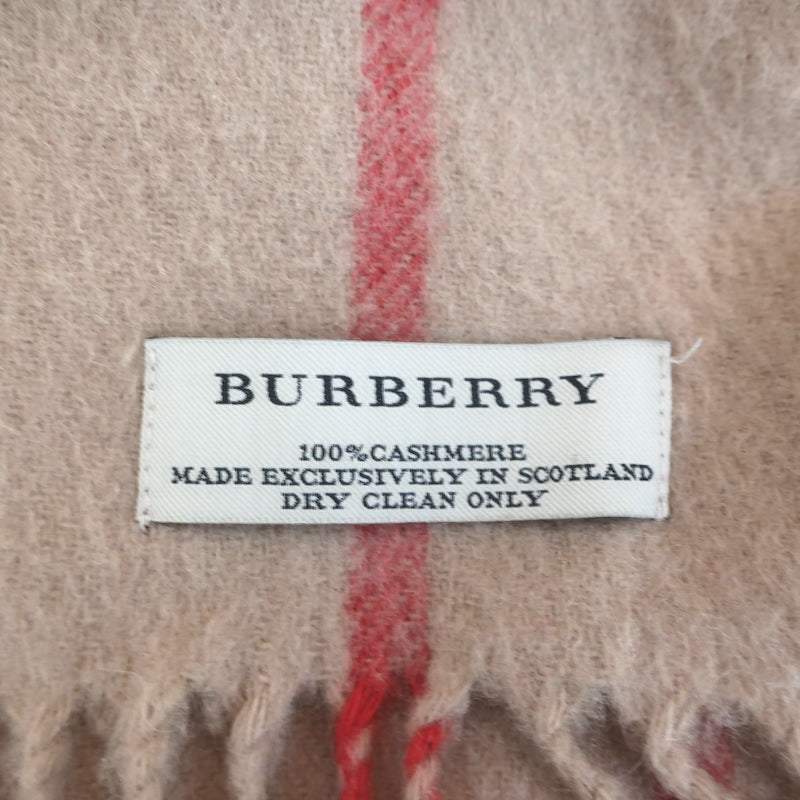 BURBERRY
100%CASHMERE
MADE EXCLUSIVELY IN SCOTLAND
DRY CLEAN ONLY